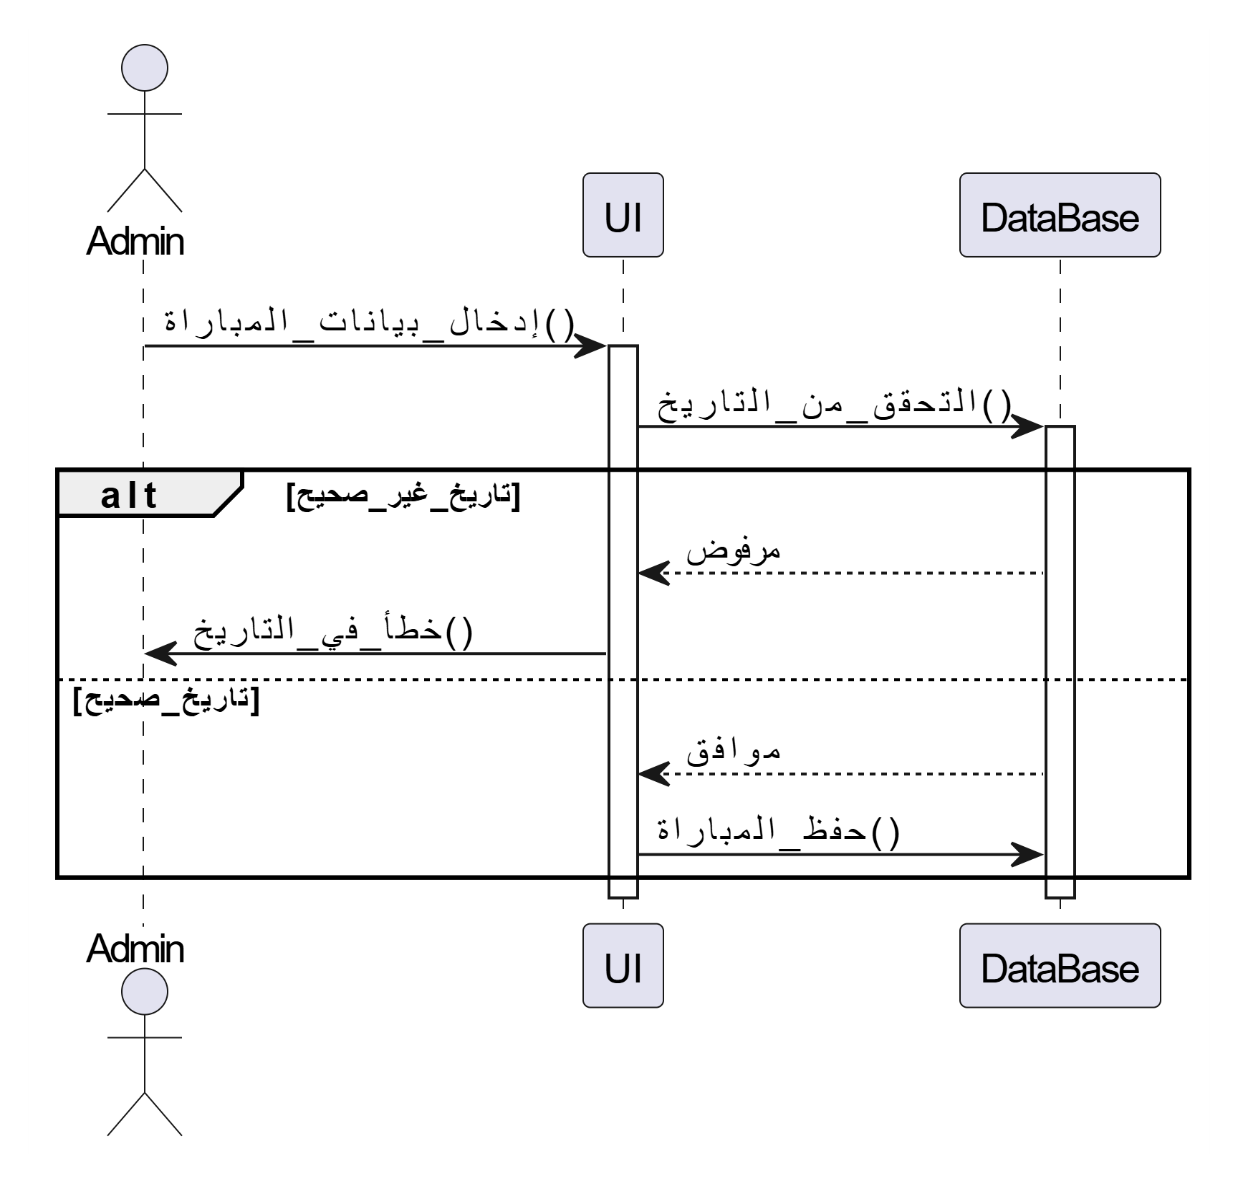 Admin
UI
DataBase
إدخال_بيانات_المباراة()
التحقق_من_التاريخ()
alt
[تاريخ_غير_صحيح]
مرفوض
خطأ_في_التاريخ()
[تاريخ_صحيح]
موافق
حفظ_المباراة()
Admin
UI
DataBase